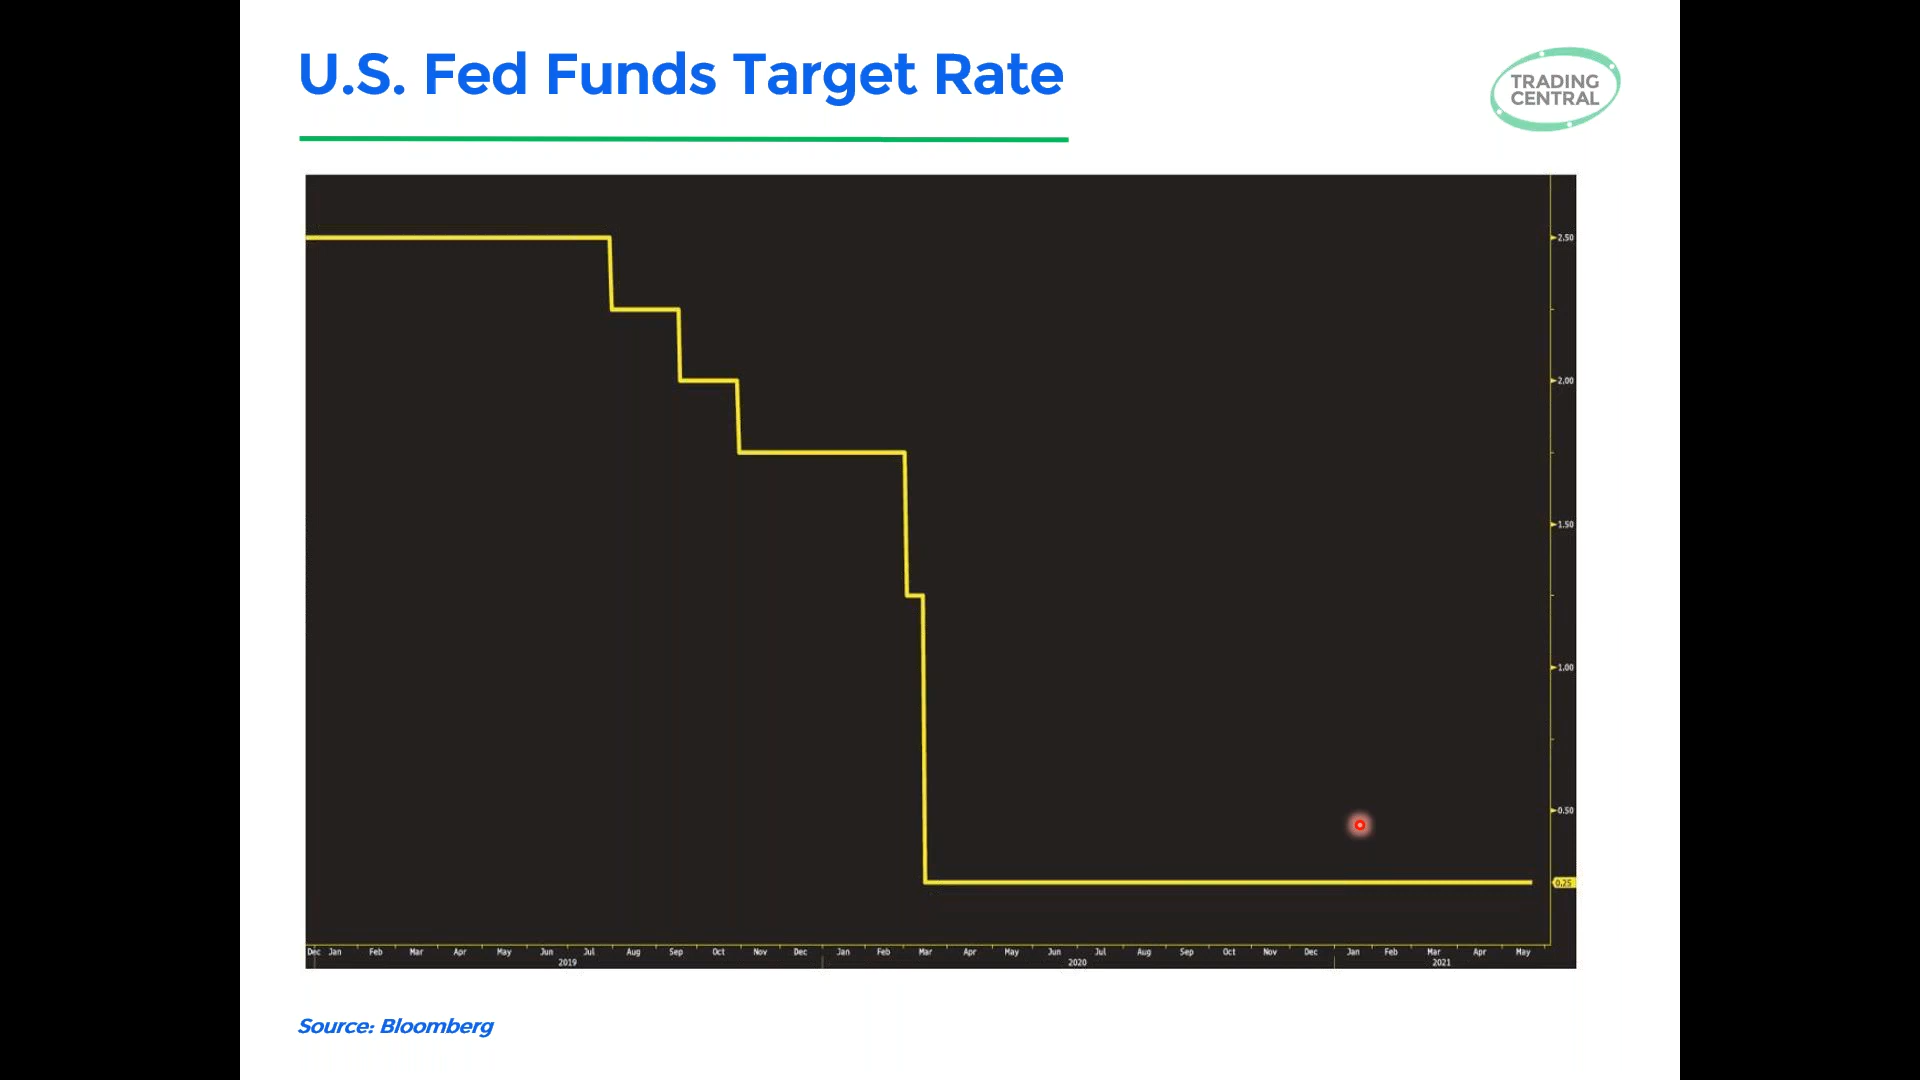 U.S. Fed Funds Target Rate
TRADING
CENTRAL
2.50
2.00
1.50
1.00
0.50
0.25
Dec Jan Feb Mar Apr May Jun Jul Aug Sep Oct Nov Dec Jan Feb Mar Apr May Jun Jul Aug Sep Oct Nov Dec Jan Feb Mar Apr May
2019 2020 2021
Source: Bloomberg